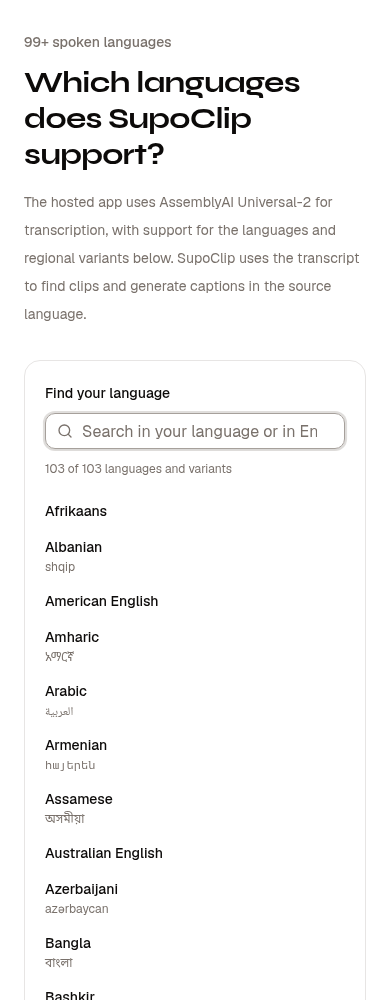 99+ spoken languages
Which languages
does SupoClip
support?
The hosted app uses AssemblyAI Universal-2 for
transcription, with support for the languages and
regional variants below. SupoClip uses the transcript
to find clips and generate captions in the source
language.
Find your language
Search in your language or in En
103 of 103 languages and variants
Afrikaans
Albanian
shqip
American English
Amharic
አማርኛ
Arabic
العربية
Armenian
հայերեն
Assamese
অসমীয়া
Australian English
Azerbaijani
azərbaycan
Bangla
বাংলা
Bashkir